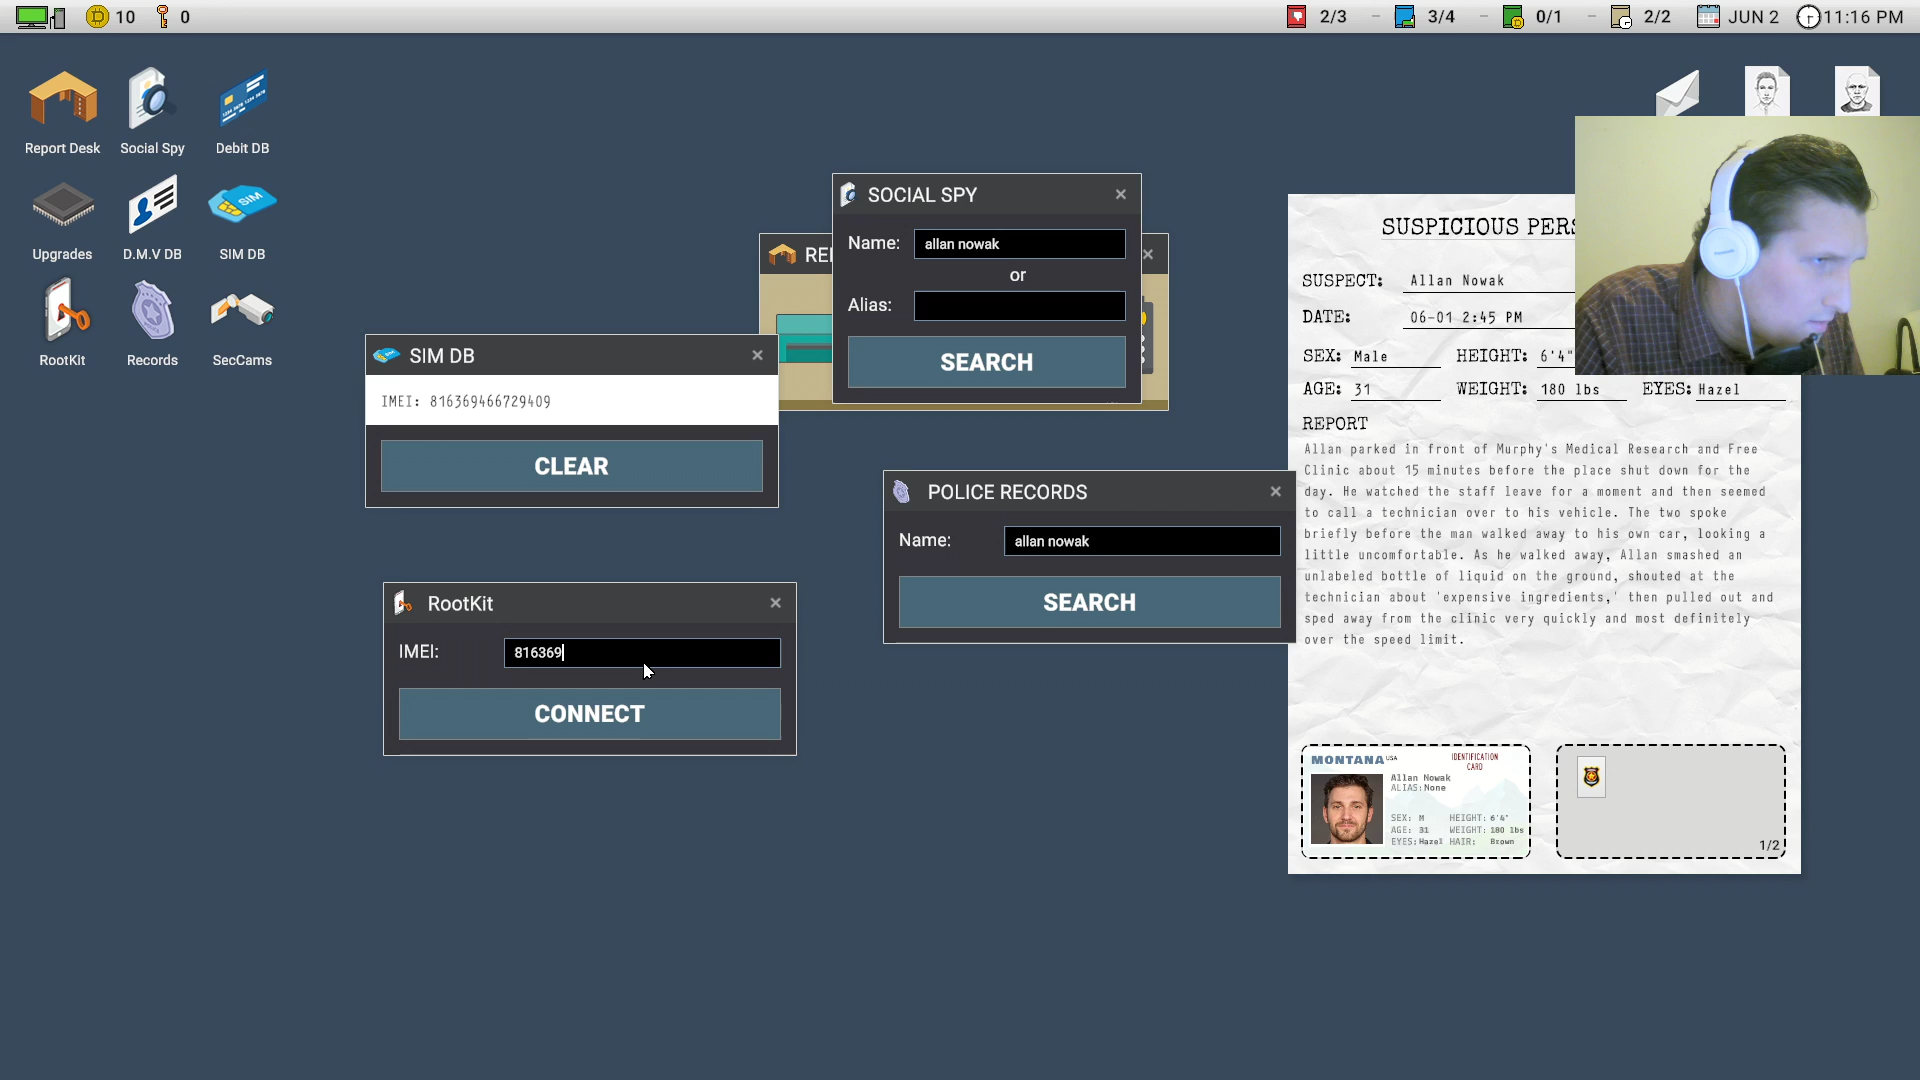 10
0
2/3
3/4
0/1
2/2
JUN 2
11:16 PM
Report Desk
Social Spy
Debit DB
Upgrades
D.M.V DB
SIM DB
SIM
RootKit
Records
SecCams
SOCIAL SPY
Name: allan nowak
or
Alias:
SEARCH
SIM DB
IMEI: 816369466729409
CLEAR
RootKit
IMEI: 816369
CONNECT
POLICE RECORDS
Name: allan nowak
SEARCH
SUSPICIOUS PERS
SUSPECT: Allan Nowak
DATE: 06-01 2:45 PM
SEX: Male HEIGHT: 6'4"
AGE: 31 WEIGHT: 180 lbs EYES: Hazel
REPORT
Allan parked in front of Murphy's Medical Research and Free
Clinic about 15 minutes before the place shut down for the
day. He watched the staff leave for a moment and then seemed
to call a technician over to his vehicle. The two spoke
briefly before the man walked away to his own car, looking a
little uncomfortable. As he walked away, Allan smashed an
unlabeled bottle of liquid on the ground, shouted at the
technician about 'expensive ingredients,' then pulled out and
sped away from the clinic very quickly and most definitely
over the speed limit.
MONTANA USA
IDENTIFICATION
CARD
Allan Nowak
ALIAS: None
SEX: M HEIGHT: 6'4"
AGE: 31 WEIGHT: 180 lbs
EYES: Hazel HAIR: Brown
1/2